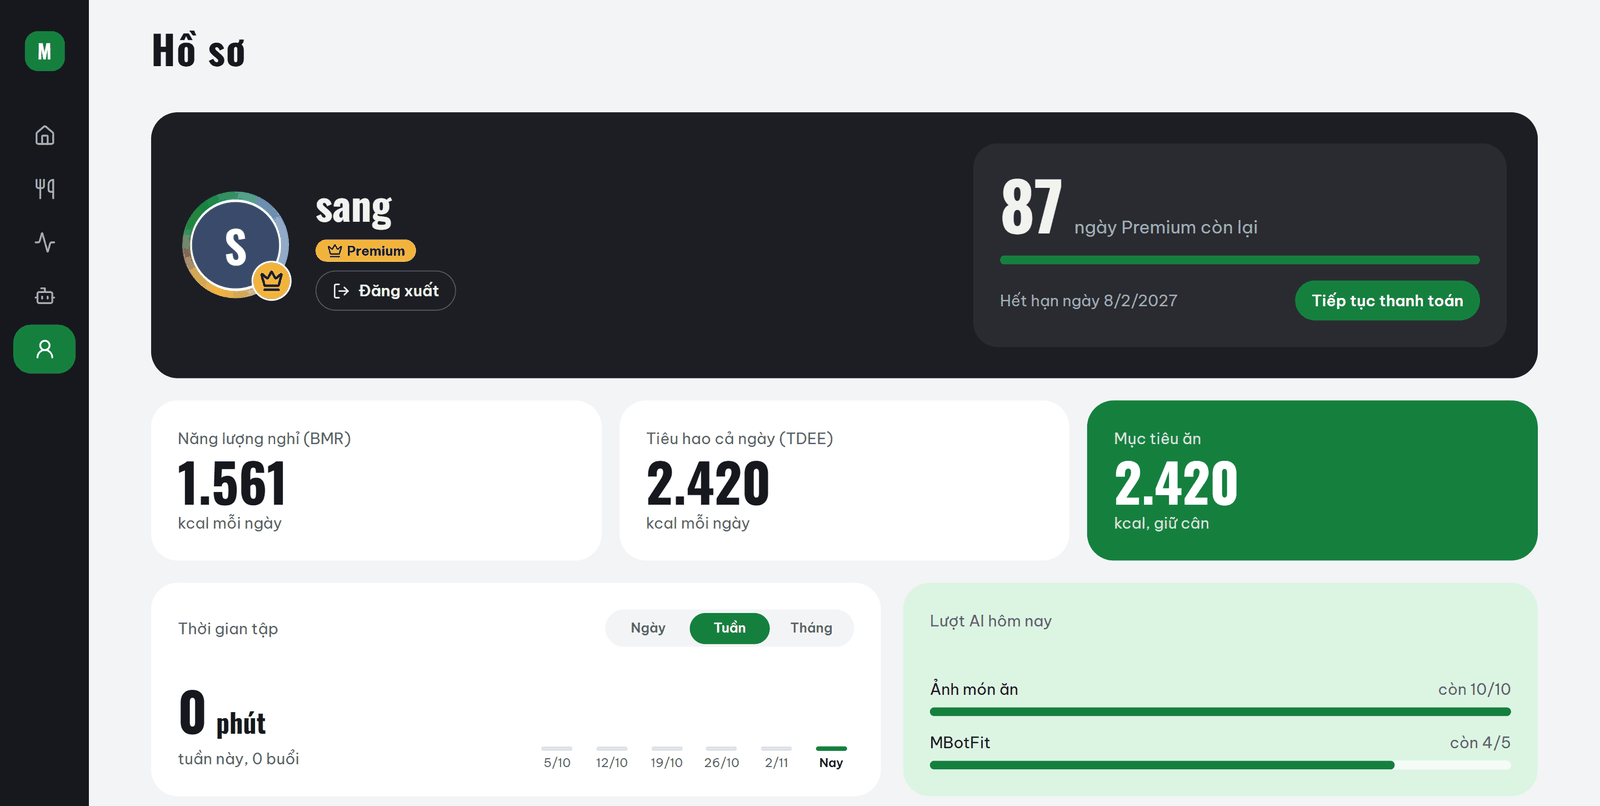 M
Hồ sơ
S
sang
Premium
Đăng xuất
87 ngày Premium còn lại
Hết hạn ngày 8/2/2027
Tiếp tục thanh toán
Năng lượng nghỉ (BMR)
1.561
kcal mỗi ngày
Tiêu hao cả ngày (TDEE)
2.420
kcal mỗi ngày
Mục tiêu ăn
2.420
kcal, giữ cân
Thời gian tập
Ngày Tuần Tháng
0 phút
tuần này, 0 buổi
5/10 12/10 19/10 26/10 2/11 Nay
Lượt AI hôm nay
Ảnh món ăn còn 10/10
MBotFit còn 4/5